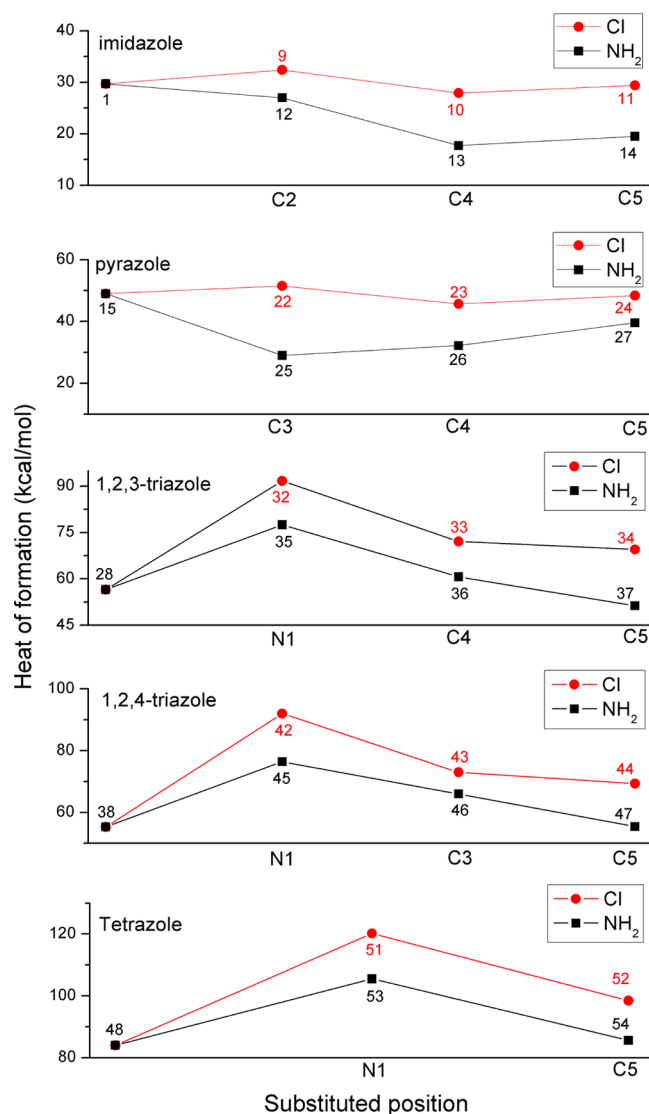 Heat of formation (kcal/mol)
imidazole
Cl
NH₂
40
30
20
10
1
9
10
11
12
13
14
C2
C4
C5
pyrazole
Cl
NH₂
60
40
20
15
22
23
24
25
26
27
C3
C4
C5
1,2,3-triazole
Cl
NH₂
90
75
60
45
28
32
33
34
35
36
37
N1
C4
C5
1,2,4-triazole
Cl
NH₂
100
80
60
38
42
43
44
45
46
47
N1
C3
C5
Tetrazole
Cl
NH₂
120
100
80
48
51
52
53
54
N1
C5
Substituted position